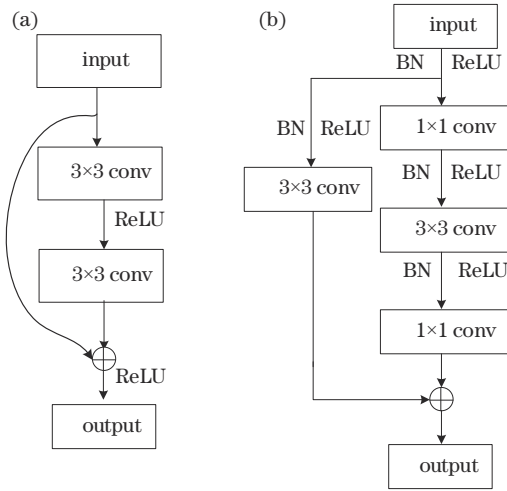 (a)
input
3×3 conv
ReLU
3×3 conv
ReLU
output
(b)
input
BN ReLU
1×1 conv
BN ReLU
3×3 conv
BN ReLU
3×3 conv
BN ReLU
1×1 conv
output